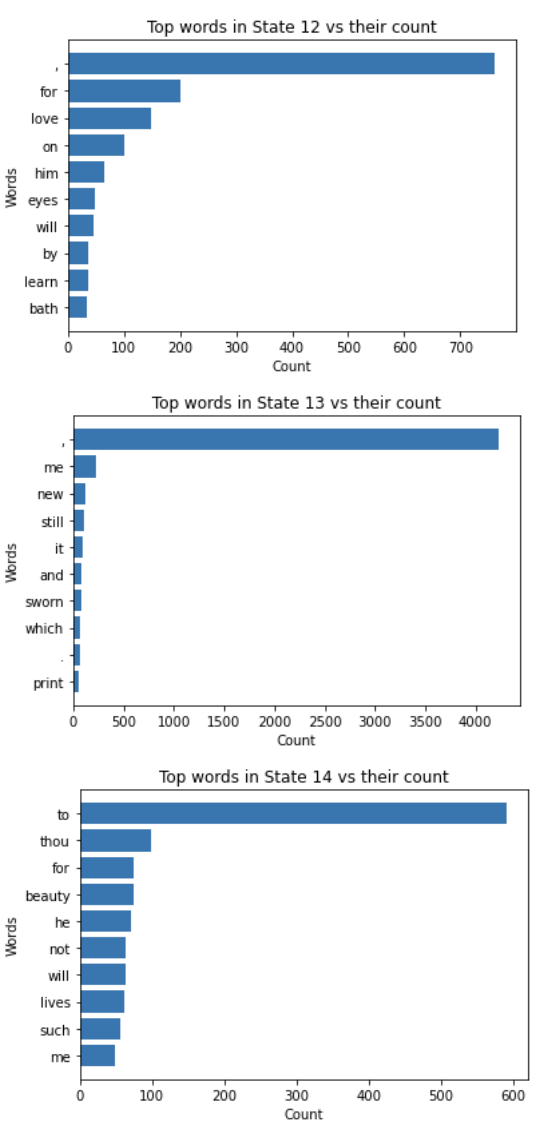 Top words in State 12 vs their count
,
for
love
on
him
eyes
will
by
learn
bath
Words
0 100 200 300 400 500 600 700
Count
Top words in State 13 vs their count
,
me
new
still
it
and
sworn
which
.
print
Words
0 500 1000 1500 2000 2500 3000 3500 4000
Count
Top words in State 14 vs their count
to
thou
for
beauty
he
not
will
lives
such
me
Words
0 100 200 300 400 500 600
Count